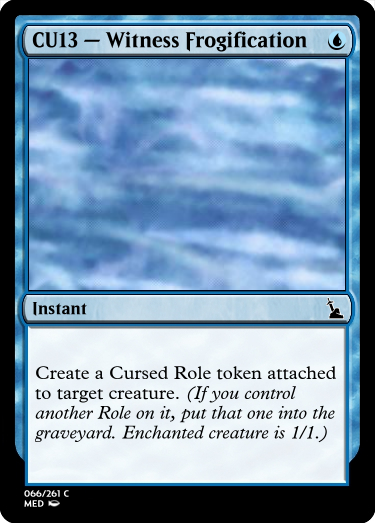 CU13 — Witness Frogification
Instant
Create a Cursed Role token attached
to target creature. (If you control
another Role on it, put that one into the
graveyard. Enchanted creature is 1/1.)
066/261 C
MED